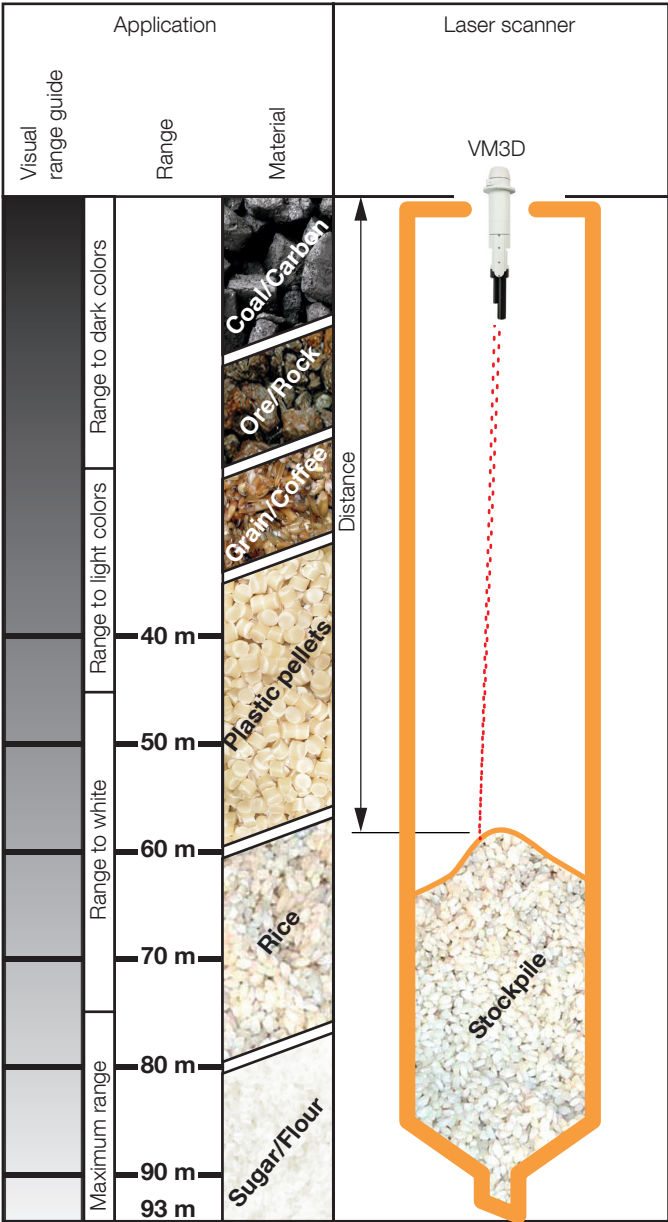 Application
Laser scanner
Visual
range guide
Range
Material
VM3D
Range to dark colors
Range to light colors
Range to white
Maximum range
40 m
50 m
60 m
70 m
80 m
90 m
93 m
Coal/Carbon
Ore/Rock
Grain/Coffee
Plastic pellets
Rice
Sugar/Flour
Distance
Stockpile